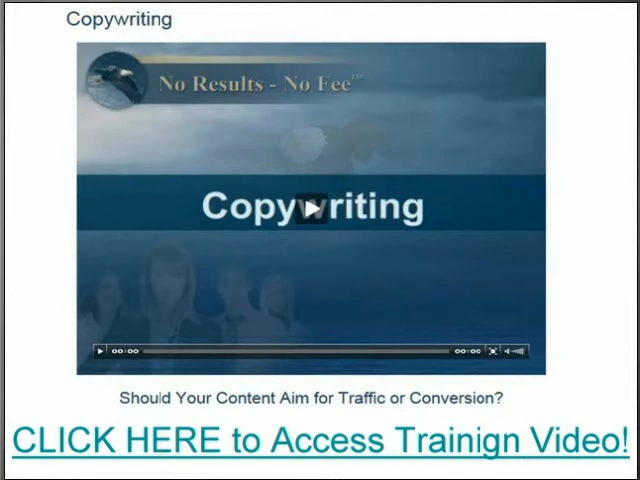 Copywriting
No Results - No Fee™
Copywriting
00:00 00:00
Should Your Content Aim for Traffic or Conversion?
CLICK HERE to Access Trainign Video!